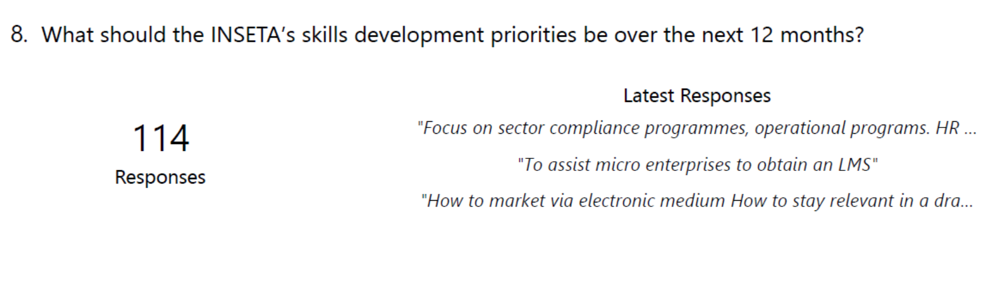 8. What should the INSETA's skills development priorities be over the next 12 months?
114
Responses
Latest Responses
"Focus on sector compliance programmes, operational programs. HR ...
"To assist micro enterprises to obtain an LMS"
"How to market via electronic medium How to stay relevant in a dra...